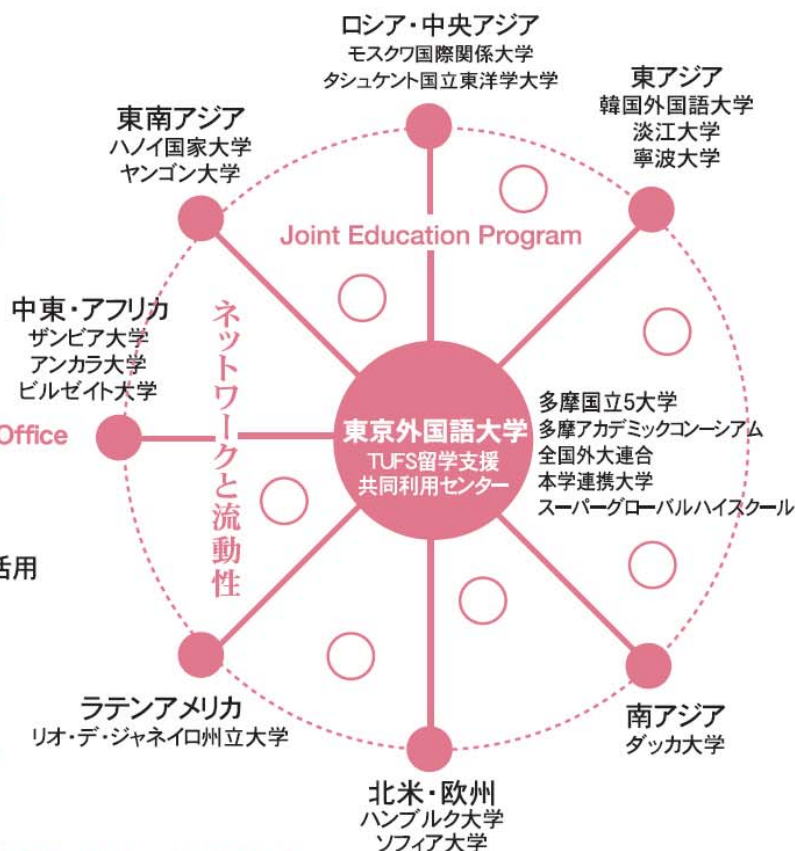 ロシア・中央アジア
モスクワ国際関係大学
タシュケント国立東洋学大学
東アジア
韓国外国語大学
淡江大学
寧波大学
東南アジア
ハノイ国家大学
ヤンゴン大学
Joint Education Program
中東・アフリカ
ザンビア大学
アンカラ大学
ビルゼイト大学
ネットワークと流動性
Office
東京外国語大学
TUFS留学支援
共同利用センター
多摩国立5大学
多摩アカデミックコンーシアム
全国外大連合
本学連携大学
スーパーグローバルハイスクール
活用
ラテンアメリカ
リオ・デ・ジャネイロ州立大学
南アジア
ダッカ大学
北米・欧州
ハンブルク大学
ソフィア大学